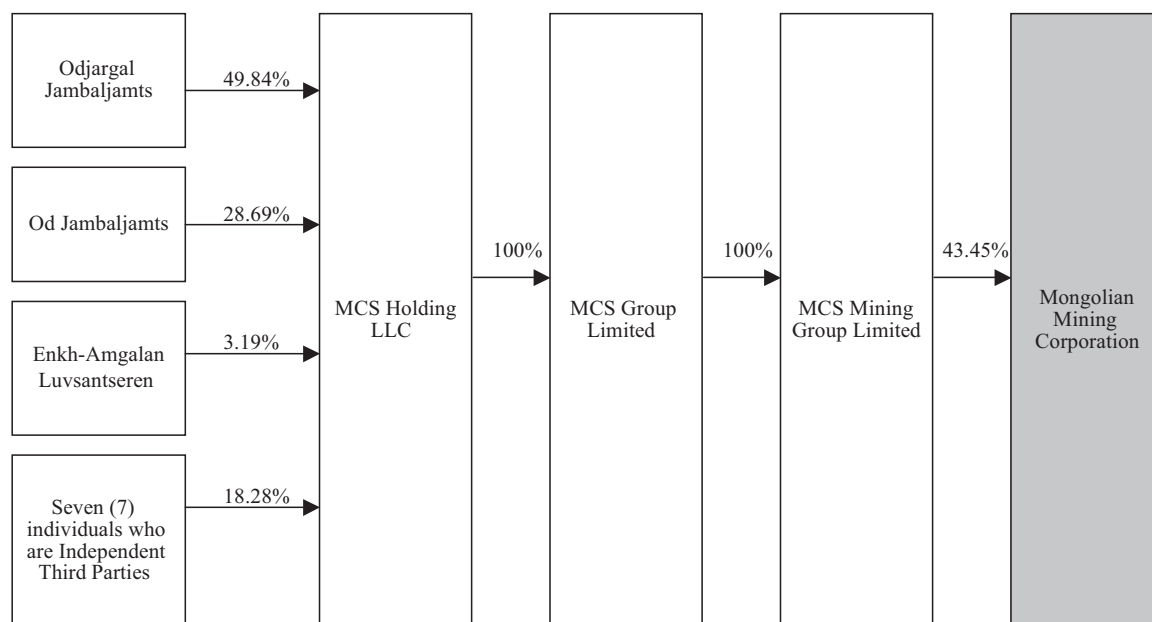 Odjargal
Jambaljamts
49.84%
Od Jambaljamts
28.69%
Enkh-Amgalan
Luvsantseren
3.19%
Seven (7)
individuals who
are Independent
Third Parties
18.28%
MCS Holding
LLC
100%
MCS Group
Limited
100%
MCS Mining
Group Limited
43.45%
Mongolian
Mining
Corporation